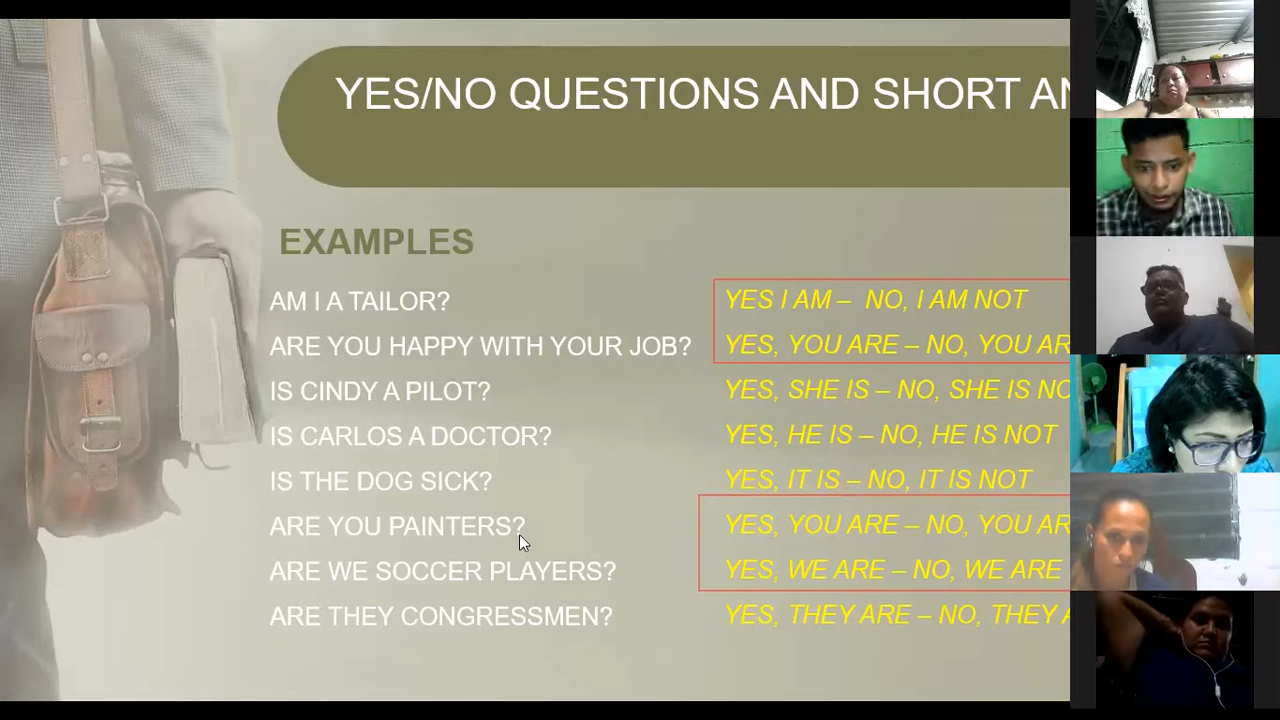 YES/NO QUESTIONS AND SHORT
EXAMPLES
AM I A TAILOR? YES I AM – NO, I AM NOT
ARE YOU HAPPY WITH YOUR JOB? YES, YOU ARE – NO, YOU
IS CINDY A PILOT? YES, SHE IS – NO, SHE IS
IS CARLOS A DOCTOR? YES, HE IS – NO, HE IS NOT
IS THE DOG SICK? YES, IT IS – NO, IT IS NOT
ARE YOU PAINTERS? YES, YOU ARE – NO, YOU
ARE WE SOCCER PLAYERS? YES, WE ARE – NO, WE ARE
ARE THEY CONGRESSMEN? YES, THEY ARE – NO, THEY